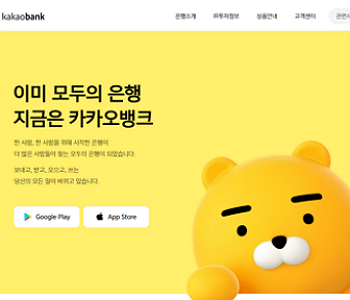 kakaobank
은행소개 IR투자정보 상품안내 고객센터
이미 모두의 은행
지금은 카카오뱅크
한 사람, 한 사람을 위해 시작한 은행이
더 많은 사람들이 찾는 모두의 은행이 되었습니다.
보내고, 받고, 모으고, 쓰는
당신의 모든 일이 바뀌고 있습니다.
Google Play App Store